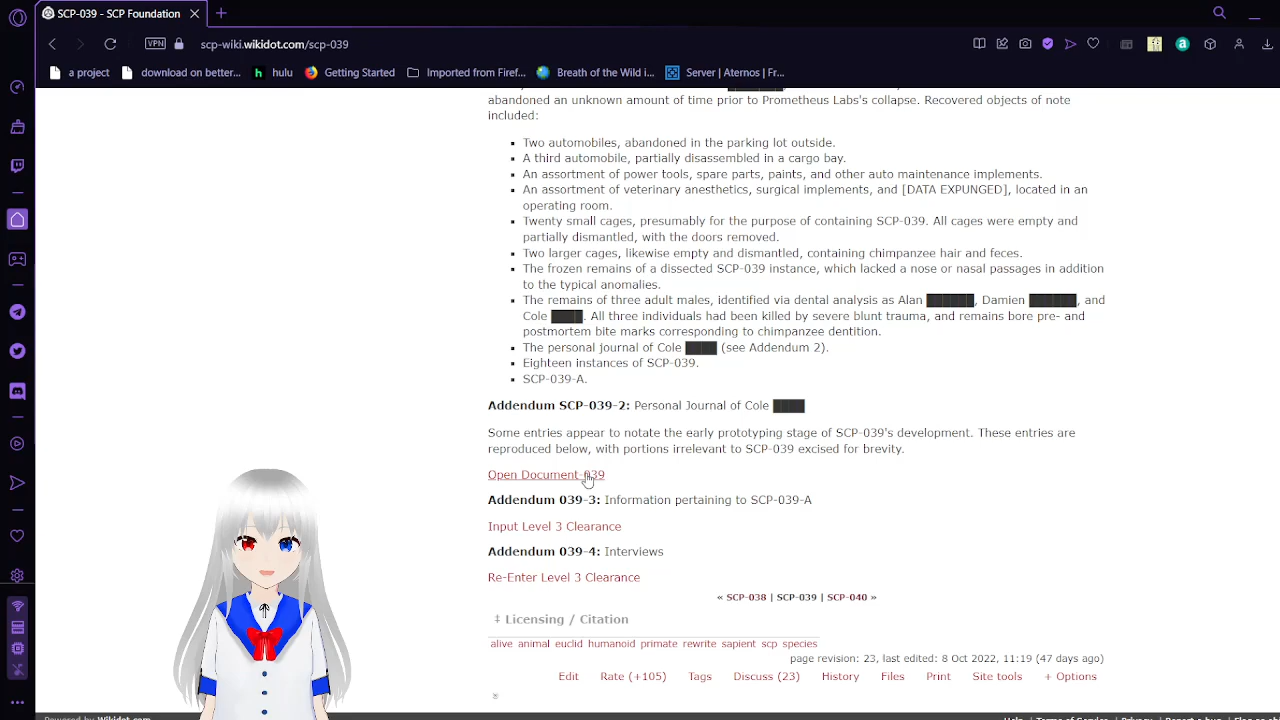 SCP-039 - SCP Foundation
VPN scp-wiki.wikidot.com/scp-039
a project download on better... hulu Getting Started Imported from Firef... Breath of the Wild i... Server | Aternos | Fr...
abandoned an unknown amount of time prior to Prometheus Labs's collapse. Recovered objects of note
included:
Two automobiles, abandoned in the parking lot outside.
A third automobile, partially disassembled in a cargo bay.
An assortment of power tools, spare parts, paints, and other auto maintenance implements.
An assortment of veterinary anesthetics, surgical implements, and [DATA EXPUNGED], located in an
operating room.
Twenty small cages, presumably for the purpose of containing SCP-039. All cages were empty and
partially dismantled, with the doors removed.
Two larger cages, likewise empty and dismantled, containing chimpanzee hair and feces.
The frozen remains of a dissected SCP-039 instance, which lacked a nose or nasal passages in addition
to the typical anomalies.
The remains of three adult males, identified via dental analysis as Alan ██████, Damien ██████, and
Cole ████. All three individuals had been killed by severe blunt trauma, and remains bore pre- and
postmortem bite marks corresponding to chimpanzee dentition.
The personal journal of Cole ████ (see Addendum 2).
Eighteen instances of SCP-039.
SCP-039-A.
Addendum SCP-039-2: Personal Journal of Cole ████
Some entries appear to notate the early prototyping stage of SCP-039's development. These entries are
reproduced below, with portions irrelevant to SCP-039 excised for brevity.
Open Document-039
Addendum 039-3: Information pertaining to SCP-039-A
Input Level 3 Clearance
Addendum 039-4: Interviews
Re-Enter Level 3 Clearance
« SCP-038 | SCP-039 | SCP-040 »
‡ Licensing / Citation
alive animal euclid humanoid primate rewrite sapient scp species
page revision: 23, last edited: 8 Oct 2022, 11:19 (47 days ago)
Edit Rate (+105) Tags Discuss (23) History Files Print Site tools + Options
Powered by Wikidot.com Help | Terms of Service | Privacy | Report a bug | Flag as